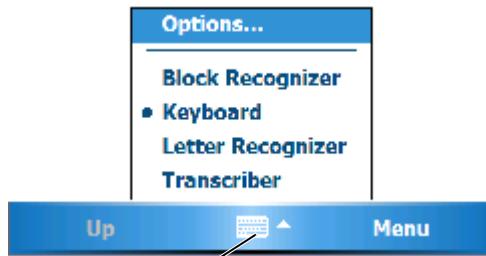 Options...
Block Recognizer
Keyboard
Letter Recognizer
Transcriber
Up Menu